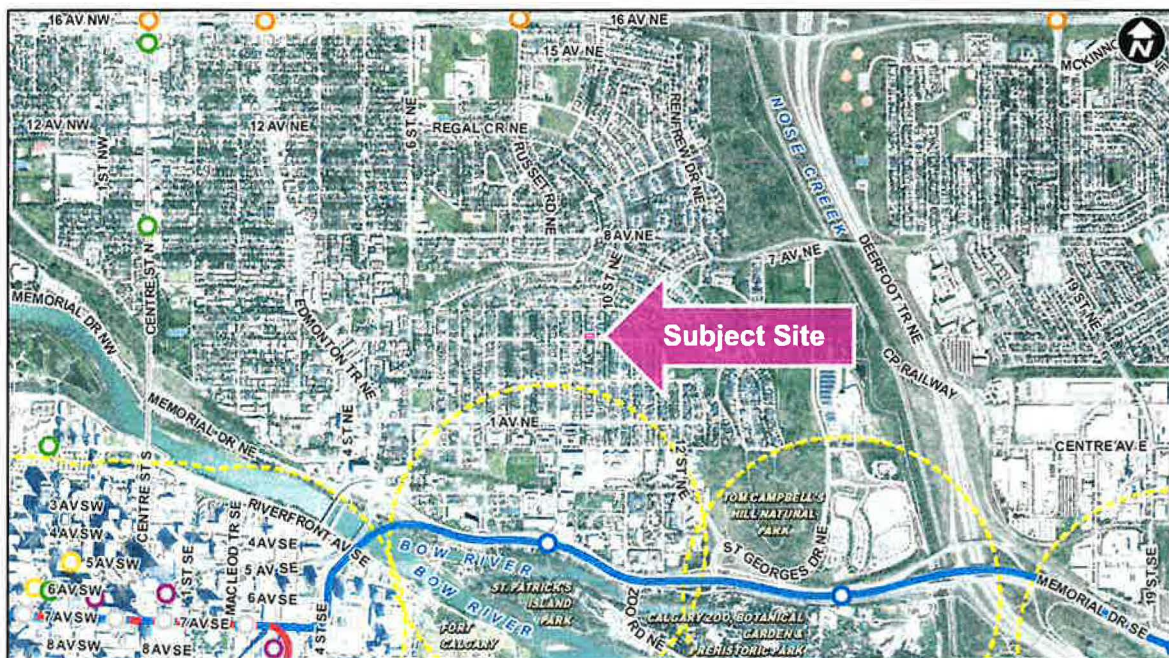 16 AV NW
16 AV NE
16 AV NE
N
15 AV NE
12 AV NW
1 ST NW
12 AV NE
6 ST NE
REGAL CR NE
RUSSET RD NE
RENFREW DR NE
NOSE CREEK
CENTRE ST N
8 AV NE
7 AV NE
DEERFOOT TR NE
19 ST NE
10 ST NE
MEMORIAL DR NW
EDMONTON TR NE
Subject Site
CP RAILWAY
MEMORIAL DR NE
4 ST NE
1 AV NE
12 ST NE
CENTRE AV E
CENTRE ST S
3 AV SW
4 AV SW
5 AV SW
6 AV SW
7 AV SW
8 AV SW
1 ST SE
MACLEOD TR SE
RIVERFRONT AV SE
4 AV SE
5 AV SE
6 AV SE
7 AV SE
8 AV SE
4 ST SE
BOW RIVER
BOW RIVER
ST. PATRICK'S
ISLAND
PARK
FORT
CALGARY
TOM CAMPBELL'S
HILL NATURAL
PARK
ST GEORGES DR NE
ZOO RD NE
CALGARY ZOO, BOTANICAL
GARDEN &
PREHISTORIC PARK
MEMORIAL DR SE
19 ST SE